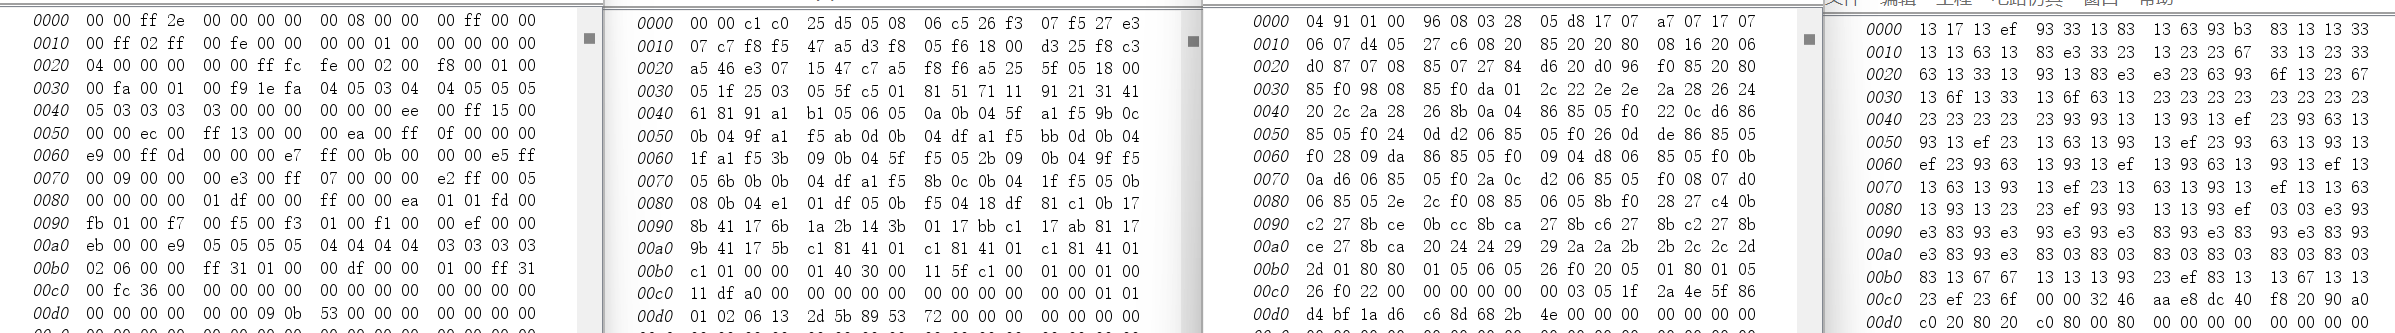 文件 编辑 工程 电路仿真 窗口 帮助
0000 00 00 ff 2e 00 00 00 00 00 08 00 00 00 ff 00 00
0010 00 ff 02 ff 00 fe 00 00 00 00 01 00 00 00 00 00
0020 04 00 00 00 00 00 ff fc fe 00 02 00 f8 00 01 00
0030 00 fa 00 01 00 f9 1e fa 04 05 03 04 04 05 05 05
0040 05 03 03 03 03 00 00 00 00 00 ee 00 ff 15 00
0050 00 00 ec 00 ff 13 00 00 00 ea 00 ff 0f 00 00 00
0060 e9 00 ff 0d 00 00 00 e7 ff 00 0b 00 00 00 e5 ff
0070 00 09 00 00 00 e3 00 ff 07 00 00 00 e2 ff 00 05
0080 00 00 00 00 01 df 00 00 ff 00 00 ea 01 01 fd 00
0090 fb 01 00 f7 00 f5 00 f3 01 00 f1 00 00 ef 00 00
00a0 eb 00 00 e9 05 05 05 05 04 04 04 04 03 03 03 03
00b0 02 06 00 00 ff 31 01 00 00 df 00 00 01 00 ff 31
00c0 00 fc 36 00 00 00 00 00 00 00 00 00 00 00 00 00
00d0 00 00 00 00 00 00 09 0b 53 00 00 00 00 00 00 00
0000 00 00 c1 c0 25 d5 05 08 06 c5 26 f3 07 f5 27 e3
0010 07 c7 f8 f5 47 a5 d3 f8 05 f6 18 00 d3 25 f8 c3
0020 a5 46 e3 07 15 47 c7 a5 f8 f6 a5 25 5f 05 18 00
0030 05 1f 25 03 05 5f c5 01 81 51 71 11 91 21 31 41
0040 61 81 91 a1 b1 05 06 05 0a 0b 04 5f a1 f5 9b 0c
0050 0b 04 9f a1 f5 ab 0d 0b 04 df a1 f5 bb 0d 0b 04
0060 1f a1 f5 3b 09 0b 04 5f f5 05 2b 09 0b 04 9f f5
0070 05 6b 0b 0b 04 df a1 f5 8b 0c 0b 04 1f f5 05 0b
0080 08 0b 04 e1 01 df 05 0b f5 04 18 df 81 c1 0b 17
0090 8b 41 17 6b 1a 2b 14 3b 01 17 bb c1 17 ab 81 17
00a0 9b 41 17 5b c1 81 41 01 c1 81 41 01 c1 81 41 01
00b0 c1 01 00 00 01 40 30 00 11 5f c1 00 01 00 01 00
00c0 11 df a0 00 00 00 00 00 00 00 00 00 00 00 01 01
00d0 01 02 06 13 2d 5b 89 53 72 00 00 00 00 00 00 00
0000 04 91 01 00 96 08 03 28 05 d8 17 07 a7 07 17 07
0010 06 07 d4 05 27 c6 08 20 85 20 20 80 08 16 20 06
0020 d0 87 07 08 85 07 27 84 d6 20 d0 96 f0 85 20 80
0030 85 f0 98 08 85 f0 da 01 2c 22 2e 2e 2a 28 26 24
0040 20 2c 2a 28 26 8b 0a 04 86 85 05 f0 22 0c d6 86
0050 85 05 f0 24 0d d2 06 85 05 f0 26 0d de 86 85 05
0060 f0 28 09 da 86 85 05 f0 09 04 d8 06 85 05 f0 0b
0070 0a d6 06 85 05 f0 2a 0c d2 06 85 05 f0 08 07 d0
0080 06 85 05 2e 2c f0 08 85 06 05 8b f0 28 27 c4 0b
0090 c2 27 8b ce 0b cc 8b ca 27 8b c6 27 8b c2 27 8b
00a0 ce 27 8b ca 20 24 24 29 29 2a 2a 2b 2b 2c 2c 2d
00b0 2d 01 80 80 01 05 06 05 26 f0 20 05 01 80 01 05
00c0 26 f0 22 00 00 00 00 00 00 03 05 1f 2a 4e 5f 86
00d0 d4 bf 1a d6 c6 8d 68 2b 4e 00 00 00 00 00 00 00
0000 13 17 13 ef 93 33 13 83 13 63 93 b3 83 13 13 33
0010 13 13 63 13 83 e3 33 23 13 23 23 67 33 13 13 13
0020 63 13 33 13 93 13 83 e3 e3 23 63 93 6f 13 23 67
0030 13 6f 13 33 13 6f 63 13 23 23 23 23 23 23 23 23
0040 23 23 23 23 23 93 93 13 13 93 13 ef 23 93 63 13
0050 93 13 ef 23 13 63 13 93 13 ef 23 93 63 13 93 13
0060 ef 23 93 63 13 93 13 ef 13 93 63 13 93 13 ef 13
0070 13 63 13 93 13 ef 23 13 63 13 93 13 ef 13 13 63
0080 13 93 13 23 23 ef 93 93 13 13 93 ef 03 03 e3 93
0090 e3 83 93 e3 93 e3 83 93 83 93 e3 83 93 e3 83 93
00a0 e3 83 93 e3 83 03 83 03 83 03 83 03 83 03 83 03
00b0 83 13 67 67 13 13 13 93 23 ef 83 13 13 67 13 13
00c0 23 ef 23 6f 00 00 32 46 aa e8 dc 40 f8 20 90 a0
00d0 c0 20 80 20 c0 80 00 80 00 00 00 00 00 00 00 00